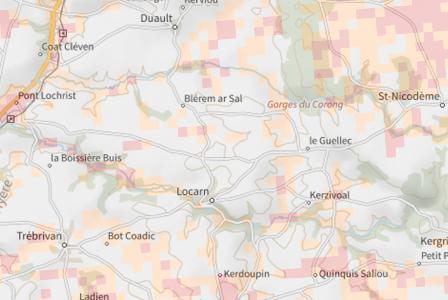 Kerviou
Duault
Coat Cléven
Pont Lochrist
St-Nicodème
Blérem ar Sal
Gorges du Corong
le Guellec
la Boissière Buis
Locarn
Kerzivoal
Trébrivan
Bot Coadic
Kergri
Petit P
Kerdoupin
Quinquis Saliou
Ladien